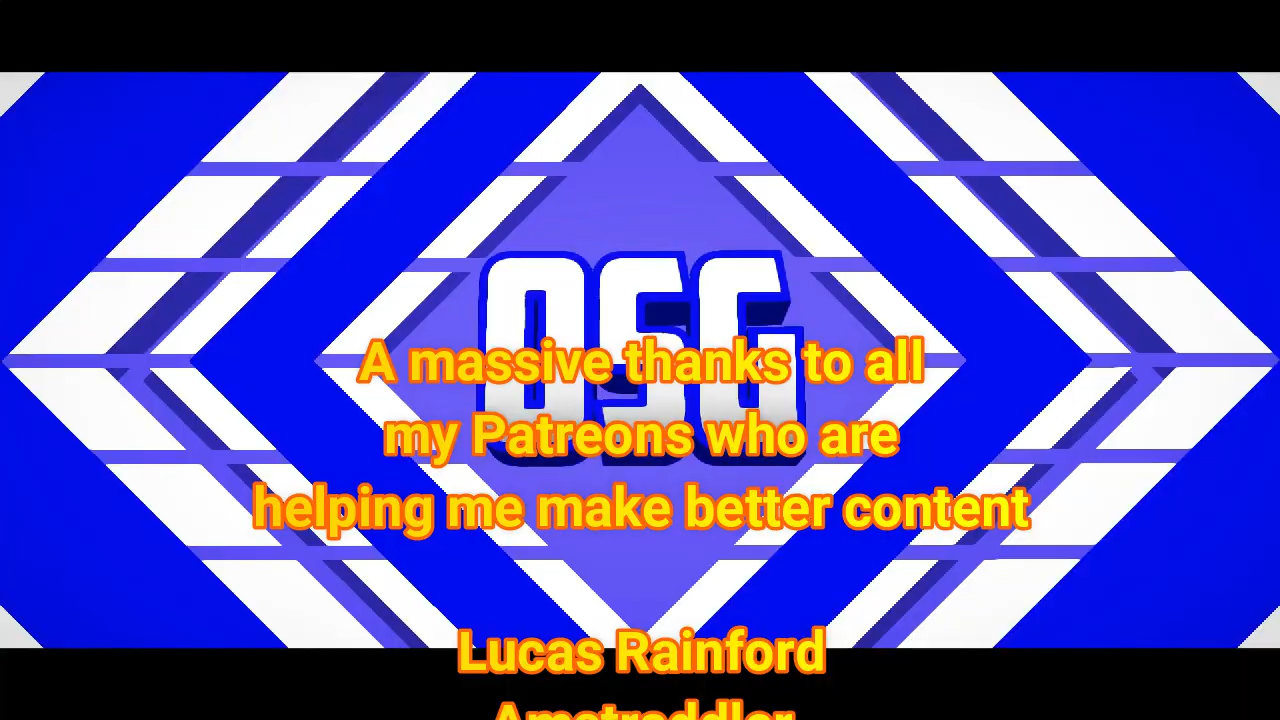 OSG
A massive thanks to all
my Patreons who are
helping me make better content
Lucas Rainford